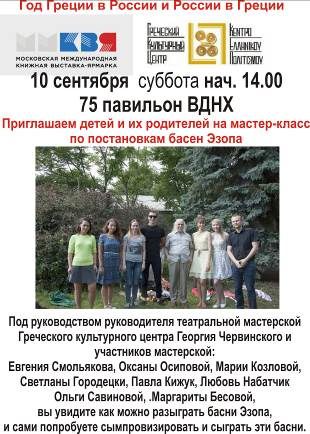 Год Греции в России и России в Греции
ММКВЯ
МОСКОВСКАЯ МЕЖДУНАРОДНАЯ
КНИЖНАЯ ВЫСТАВКА-ЯРМАРКА
ГРЕЧЕСКИЙ
КУЛЬТУРНЫЙ
ЦЕНТР
ΚΕΝΤΡΟ
ΕΛΛΗΝΙΚΟΥ
ΠΟΛΙΤΙΣΜΟΥ
10 сентября суббота нач. 14.00
75 павильон ВДНХ
Приглашаем детей и их родителей на мастер-класс
по постановкам басен Эзопа
Под руководством руководителя театральной мастерской
Греческого культурного центра Георгия Червинского и
участников мастерской:
Евгения Смольякова, Оксаны Осиповой, Марии Козловой,
Светланы Городецки, Павла Кижук, Любовь Набатчик
Ольги Савиновой, .Маргариты Бесовой,
вы увидите как можно разыграть басни Эзопа,
и сами попробуете сымпровизировать и сыграть эти басни.